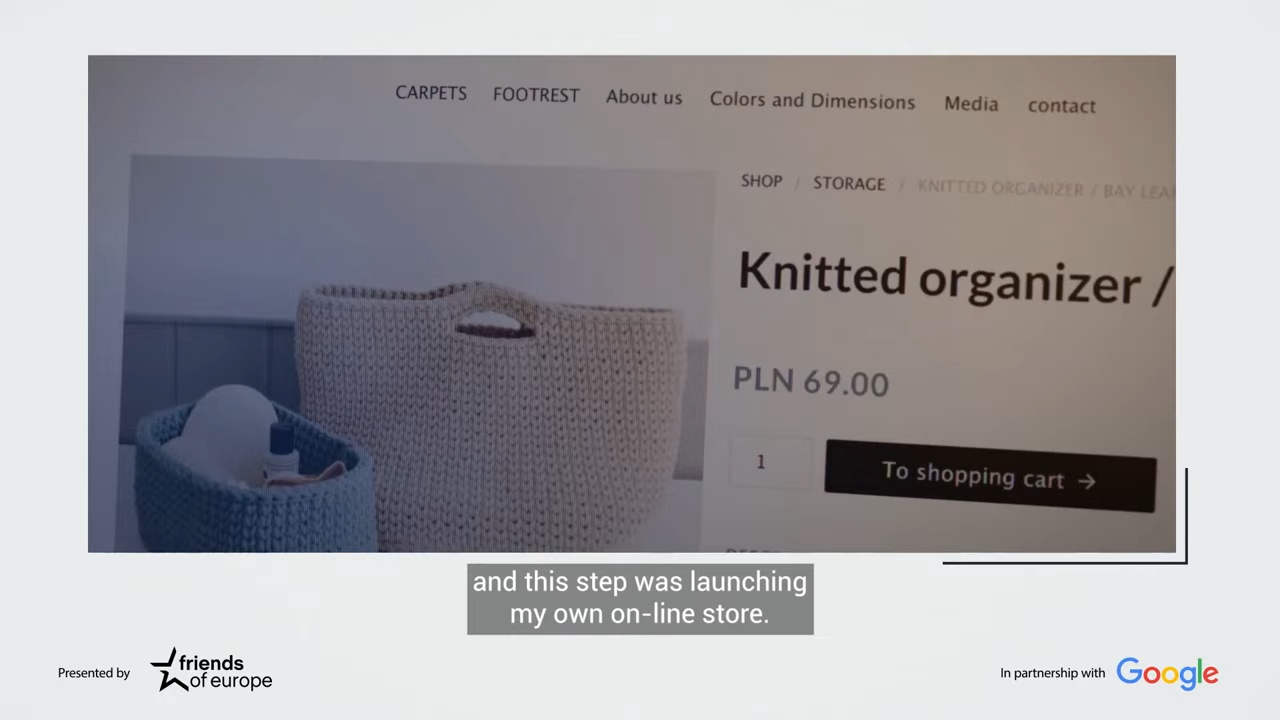 CARPETS FOOTREST About us Colors and Dimensions Media contact
SHOP / STORAGE / KNITTED ORGANIZER / BAY
Knitted organizer /
PLN 69.00
1
To shopping cart →
and this step was launching
my own on-line store.
Presented by
friends
of europe
In partnership with
Google